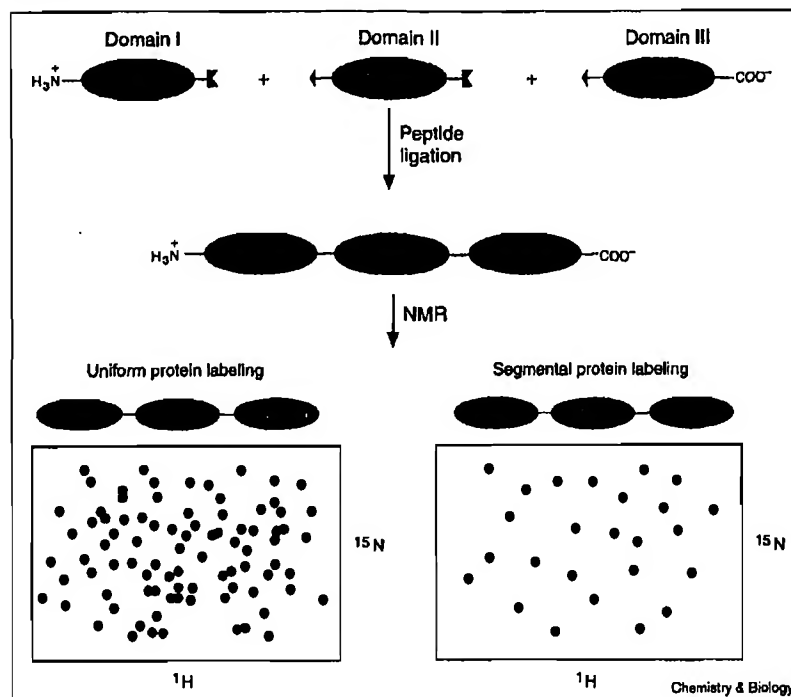 Domain I
Domain II
Domain III
H₃N⁺
+
+
COO⁻
Peptide
ligation
H₃N⁺
COO⁻
NMR
Uniform protein labeling
Segmental protein labeling
¹⁵N
¹⁵N
¹H
¹H
Chemistry & Biology